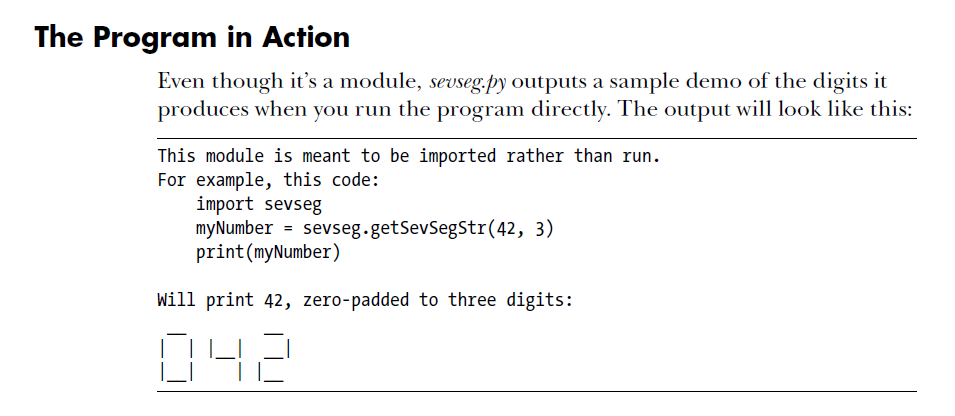 The Program in Action
Even though it's a module, sevseg.py outputs a sample demo of the digits it
produces when you run the program directly. The output will look like this:
This module is meant to be imported rather than run.
For example, this code:
    import sevseg
    myNumber = sevseg.getSevSegStr(42, 3)
    print(myNumber)
Will print 42, zero-padded to three digits:
 __        __
|  | |__|  __|
|__|    | |__